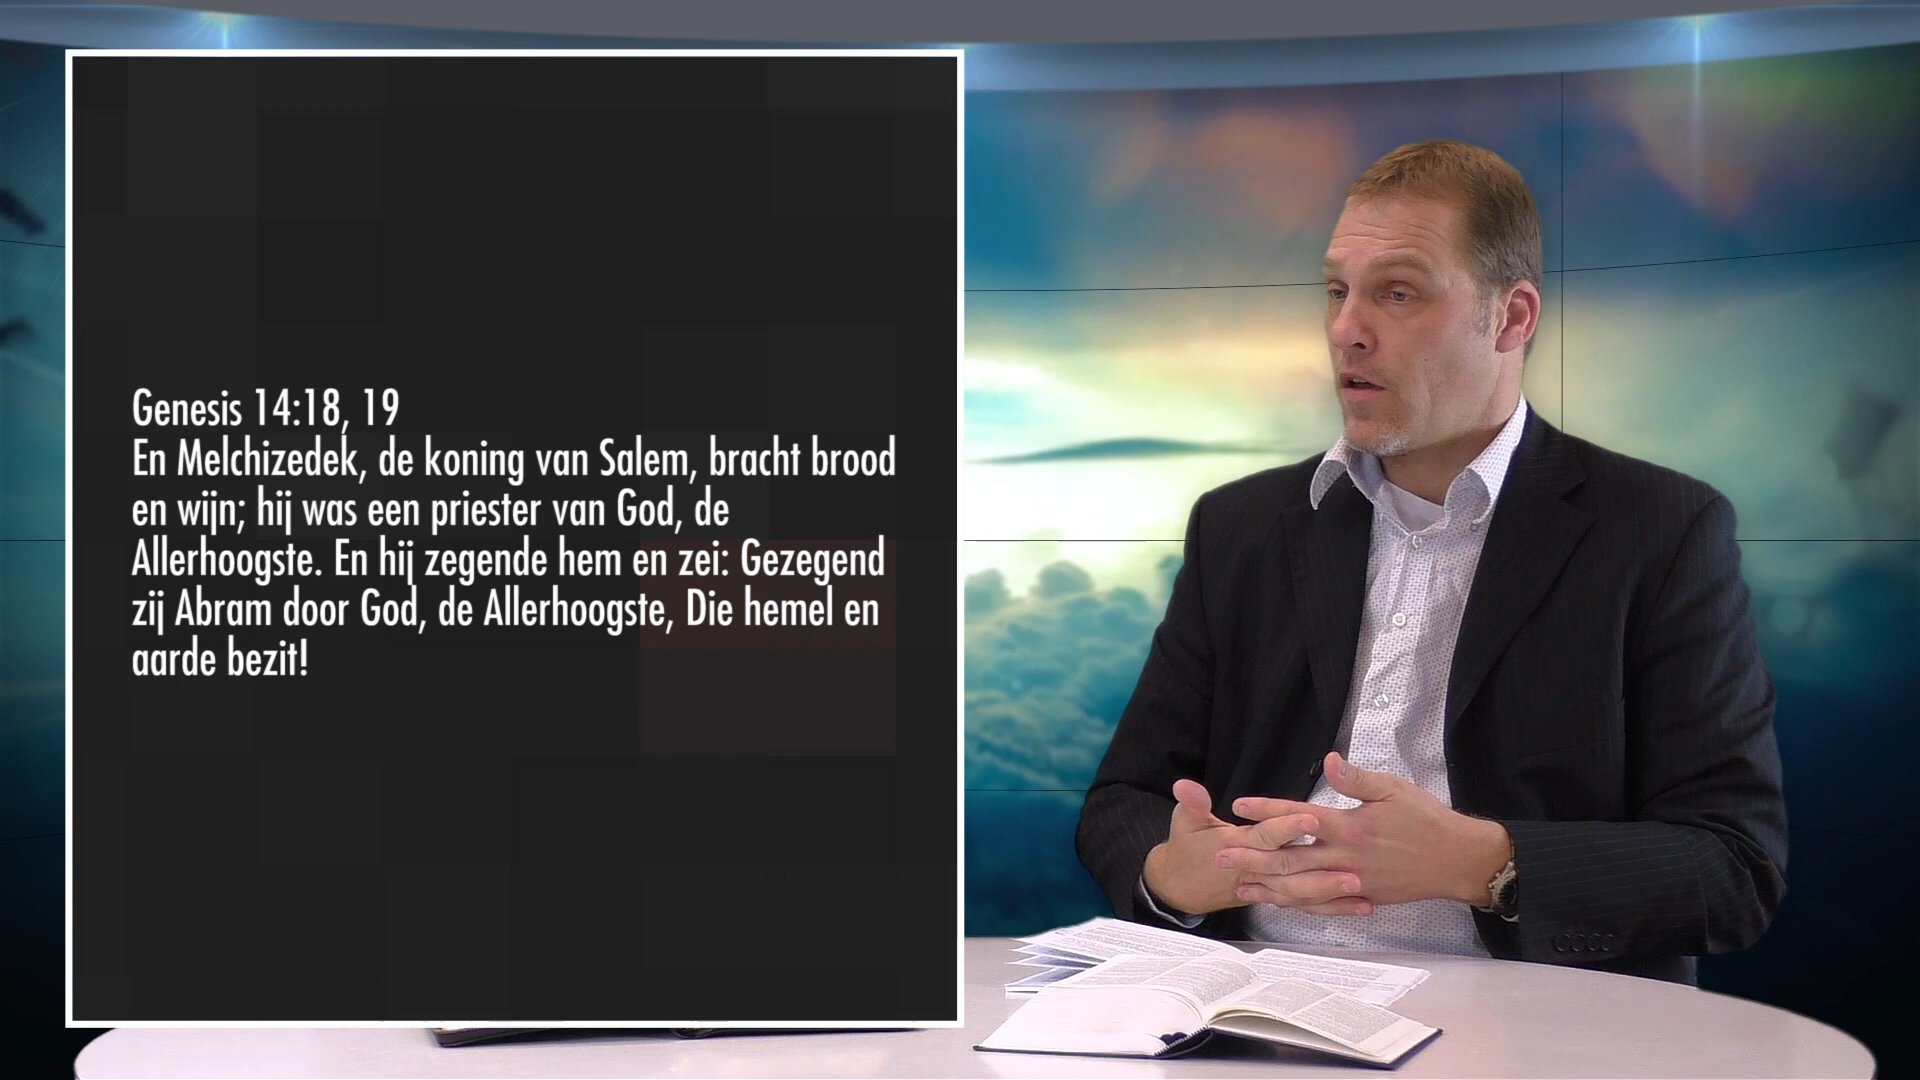 Genesis 14:18, 19
En Melchizedek, de koning van Salem, bracht brood
en wijn; hij was een priester van God, de
Allerhoogste. En hij zegende hem en zei: Gezegend
zij Abram door God, de Allerhoogste, Die hemel en
aarde bezit!